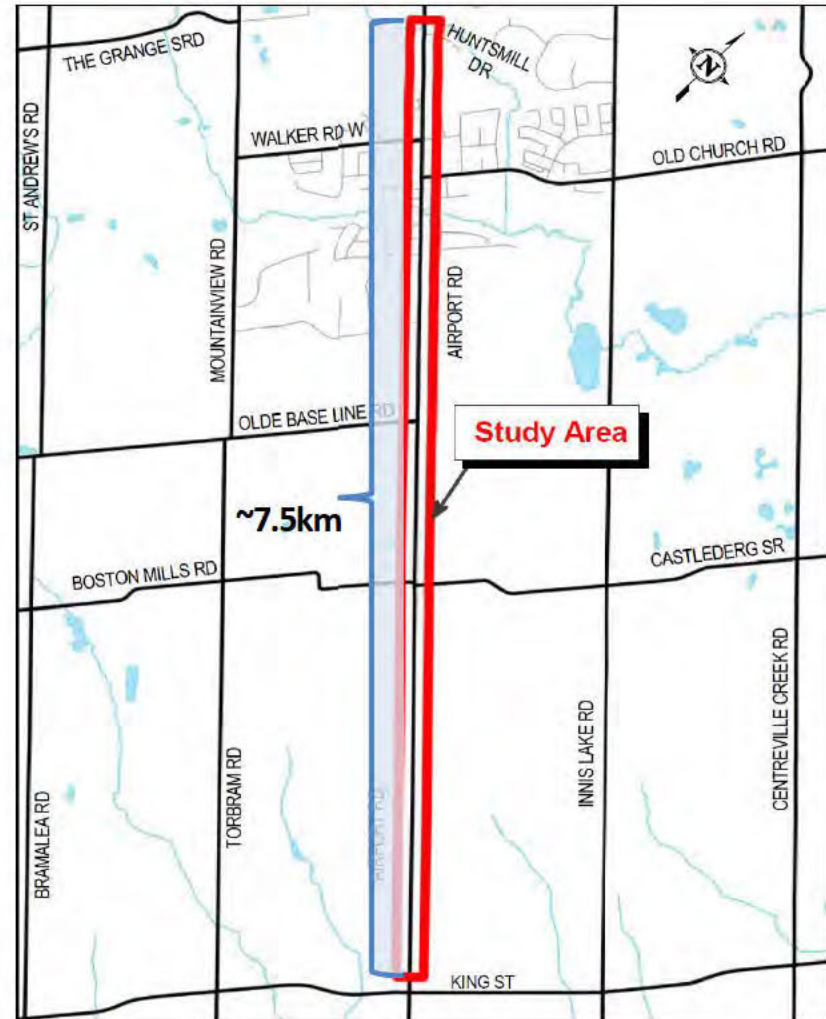 THE GRANGE SRD
HUNTSMILL
DR
N
ST ANDREW'S RD
WALKER RD W
OLD CHURCH RD
MOUNTAINVIEW RD
AIRPORT RD
OLDE BASE LINE RD
Study Area
~7.5km
BOSTON MILLS RD
CASTLEDERG SR
BRAMALEA RD
TORBRAM RD
AIRPORT RD
INNIS LAKE RD
CENTREVILLE CREEK RD
KING ST